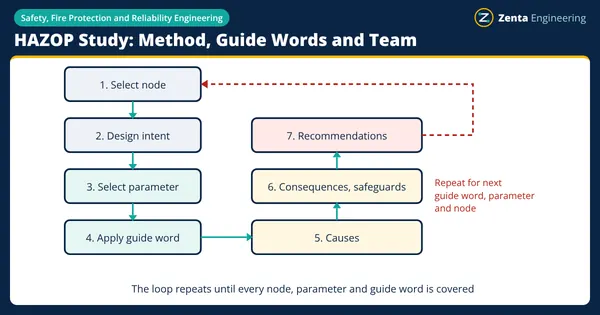 Safety, Fire Protection and Reliability Engineering
Zenta Engineering
HAZOP Study: Method, Guide Words and Team
1. Select node
2. Design intent
3. Select parameter
4. Apply guide word
5. Causes
6. Consequences, safeguards
7. Recommendations
Repeat for next
guide word, parameter
and node
The loop repeats until every node, parameter and guide word is covered